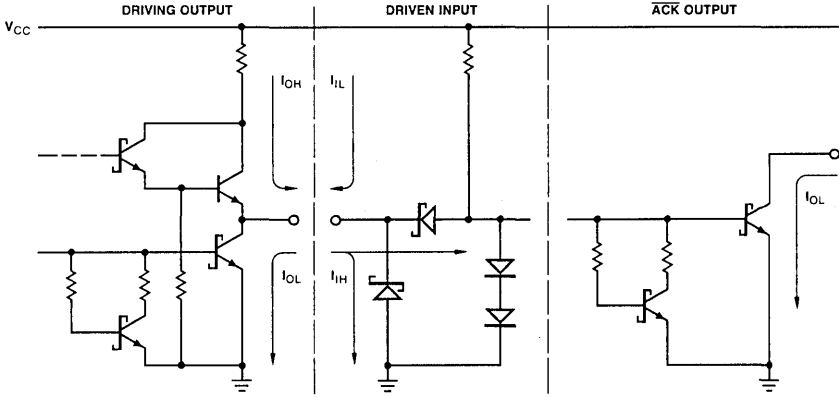 DRIVING OUTPUT
DRIVEN INPUT
ACK OUTPUT
VCC
IOH
IIL
IOL
IOL
IIH